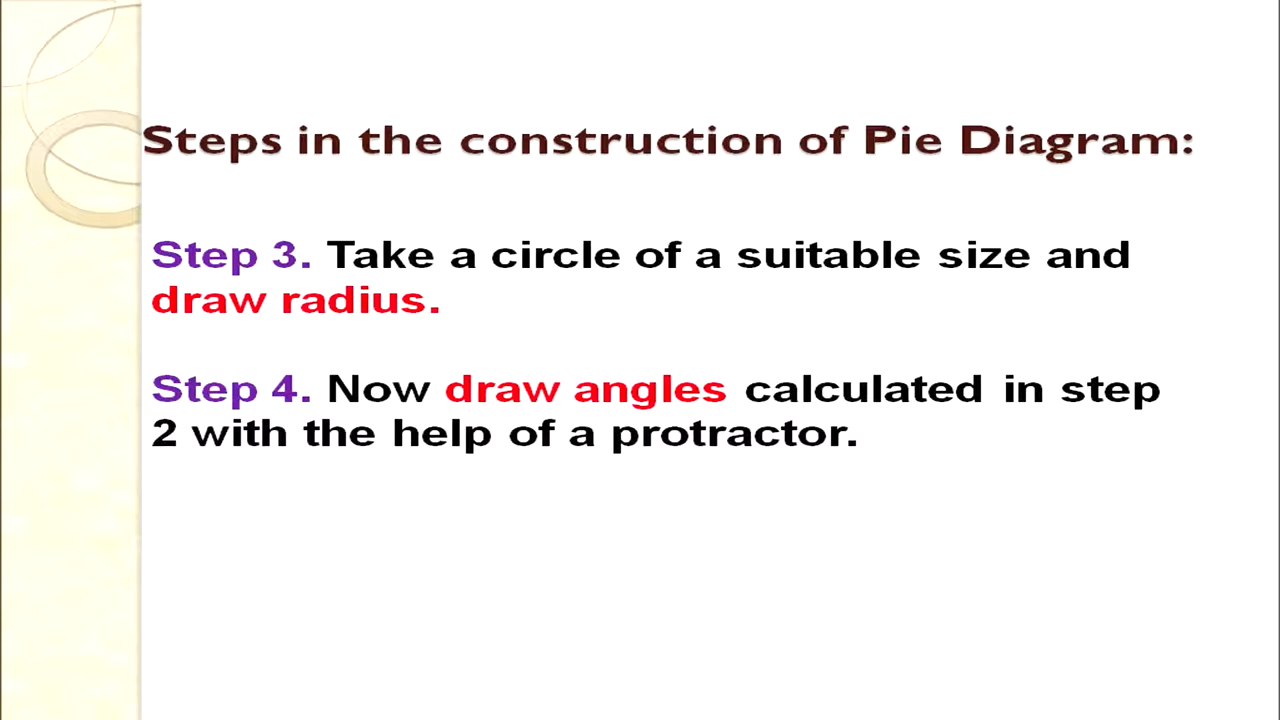 Steps in the construction of Pie Diagram:
Step 3. Take a circle of a suitable size and
draw radius.
Step 4. Now draw angles calculated in step
2 with the help of a protractor.